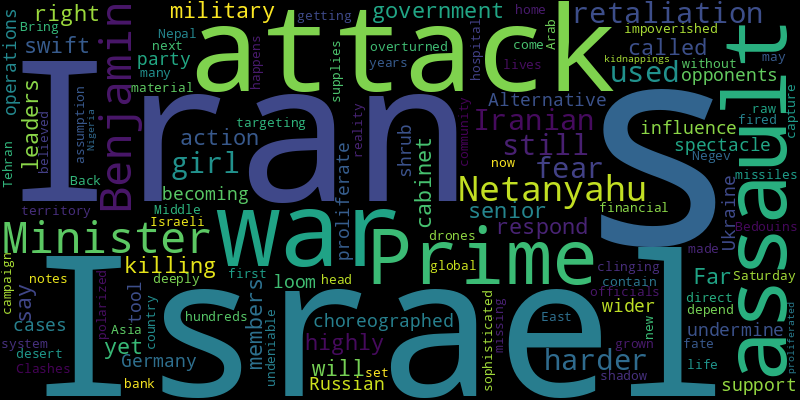 Iran
Israel
attack
S
war
assault
Prime
Minister
Benjamin
Netanyahu
retaliation
military
government
right
Bring
operations
swift
party
Nepal
next
many
material
getting
home
overturned
years
supplies
happens
hospital
come
Arab
lives
impoverished
kidnappings
called
used
opponents
without
may
capture
raw
fired
influence
spectacle
missiles
Negev
Alternative
Iranian
still
fear
community
now
targeting
reality
shrub
action
girl
leaders
believed
assumption
Nigeria
Tehran
Back
becoming
territory
Middle
Israeli
proliferate
cabinet
senior
respond
financial
Ukraine
Bedouins
made
killing
deeply
first
campaign
notes
say
tool
polarized
country
Asia
yet
cases
system
desert
Clashes
bank
Germany
hundreds
undeniable
members
loom
head
choreographed
highly
will
set
Russian
drones
global
sophisticated
missing
East
harder
shadow
clinging
contain
officials
wider
grown
new
Far
Saturday
direct
depend
undermine
fate
life
support
proliferated